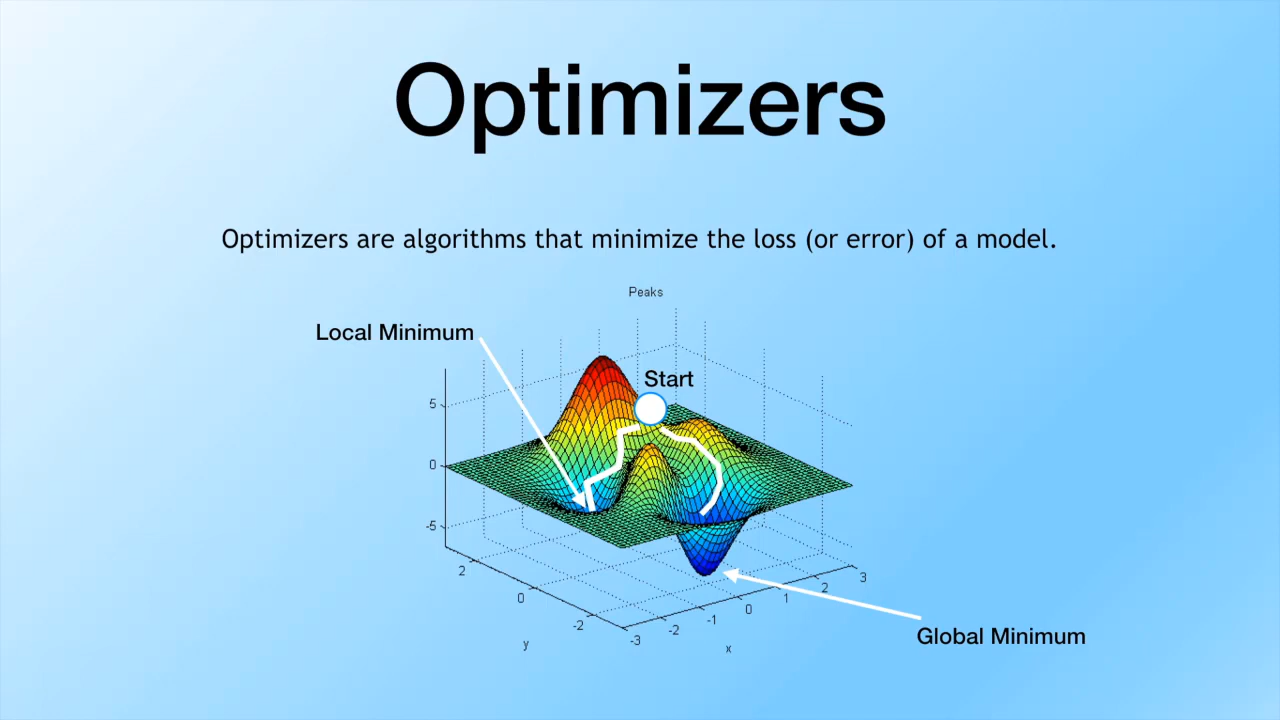 Optimizers
Optimizers are algorithms that minimize the loss (or error) of a model.
Peaks
Local Minimum
Start
5
0
-5
2
0
-2
y
-3
-2
-1
0
1
2
3
x
Global Minimum